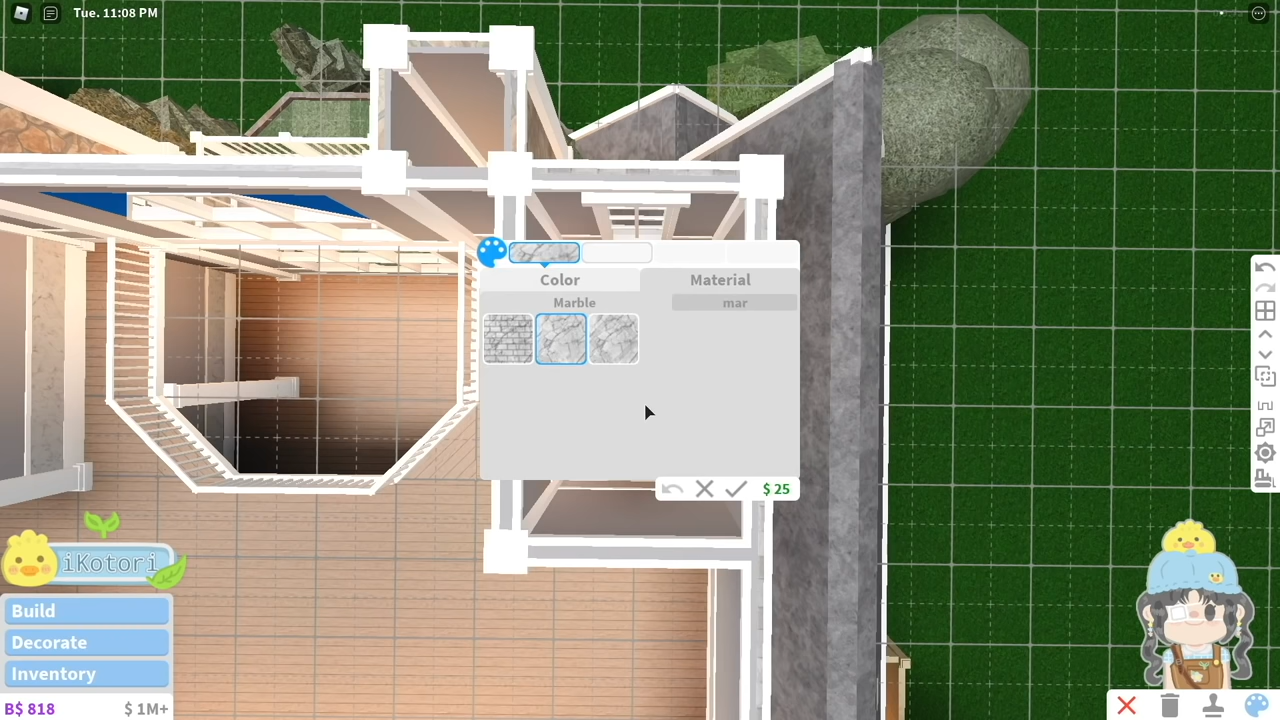 Tue. 11:08 PM
Color
Material
Marble
mar
$ 25
iKotori
Build
Decorate
Inventory
B$ 818
$ 1M+